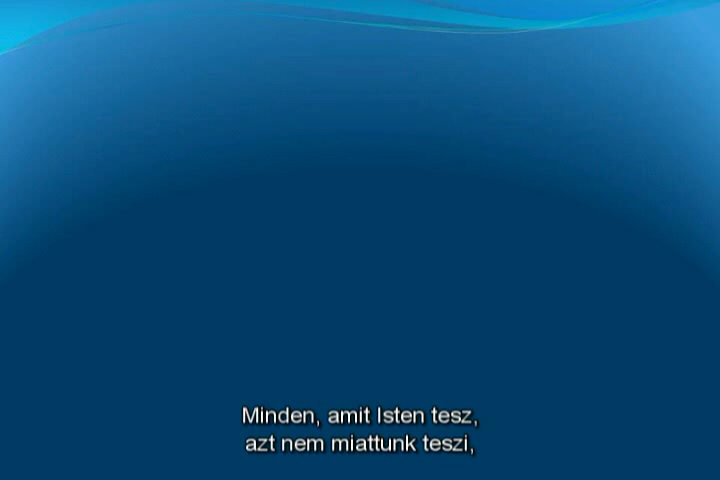 Minden, amit Isten tesz,
azt nem miattunk teszi,